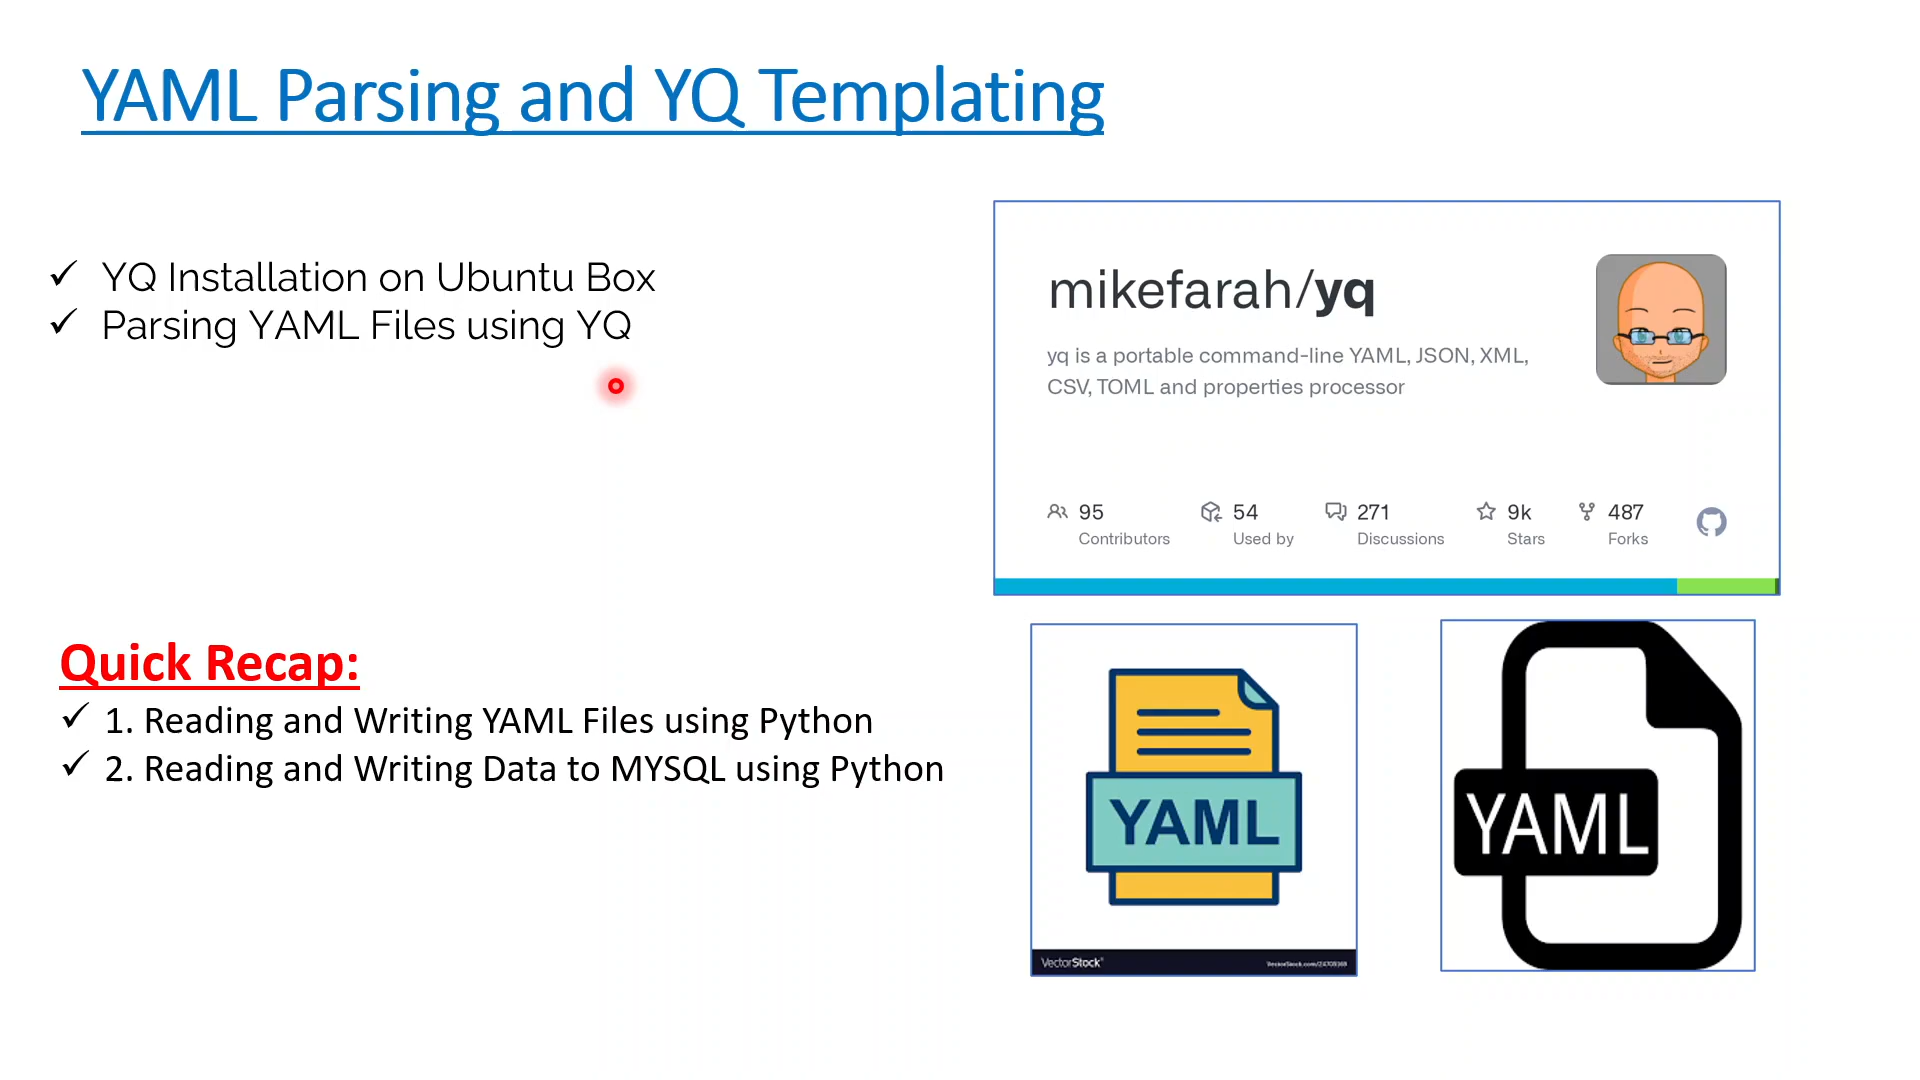 YAML Parsing and YQ Templating
✓ YQ Installation on Ubuntu Box
✓ Parsing YAML Files using YQ
mikefarah/yq
yq is a portable command-line YAML, JSON, XML,
CSV, TOML and properties processor
95 54 271 9k 487
Contributors Used by Discussions Stars Forks
Quick Recap:
✓ 1. Reading and Writing YAML Files using Python
✓ 2. Reading and Writing Data to MYSQL using Python
YAML
VectorStock®
YAML